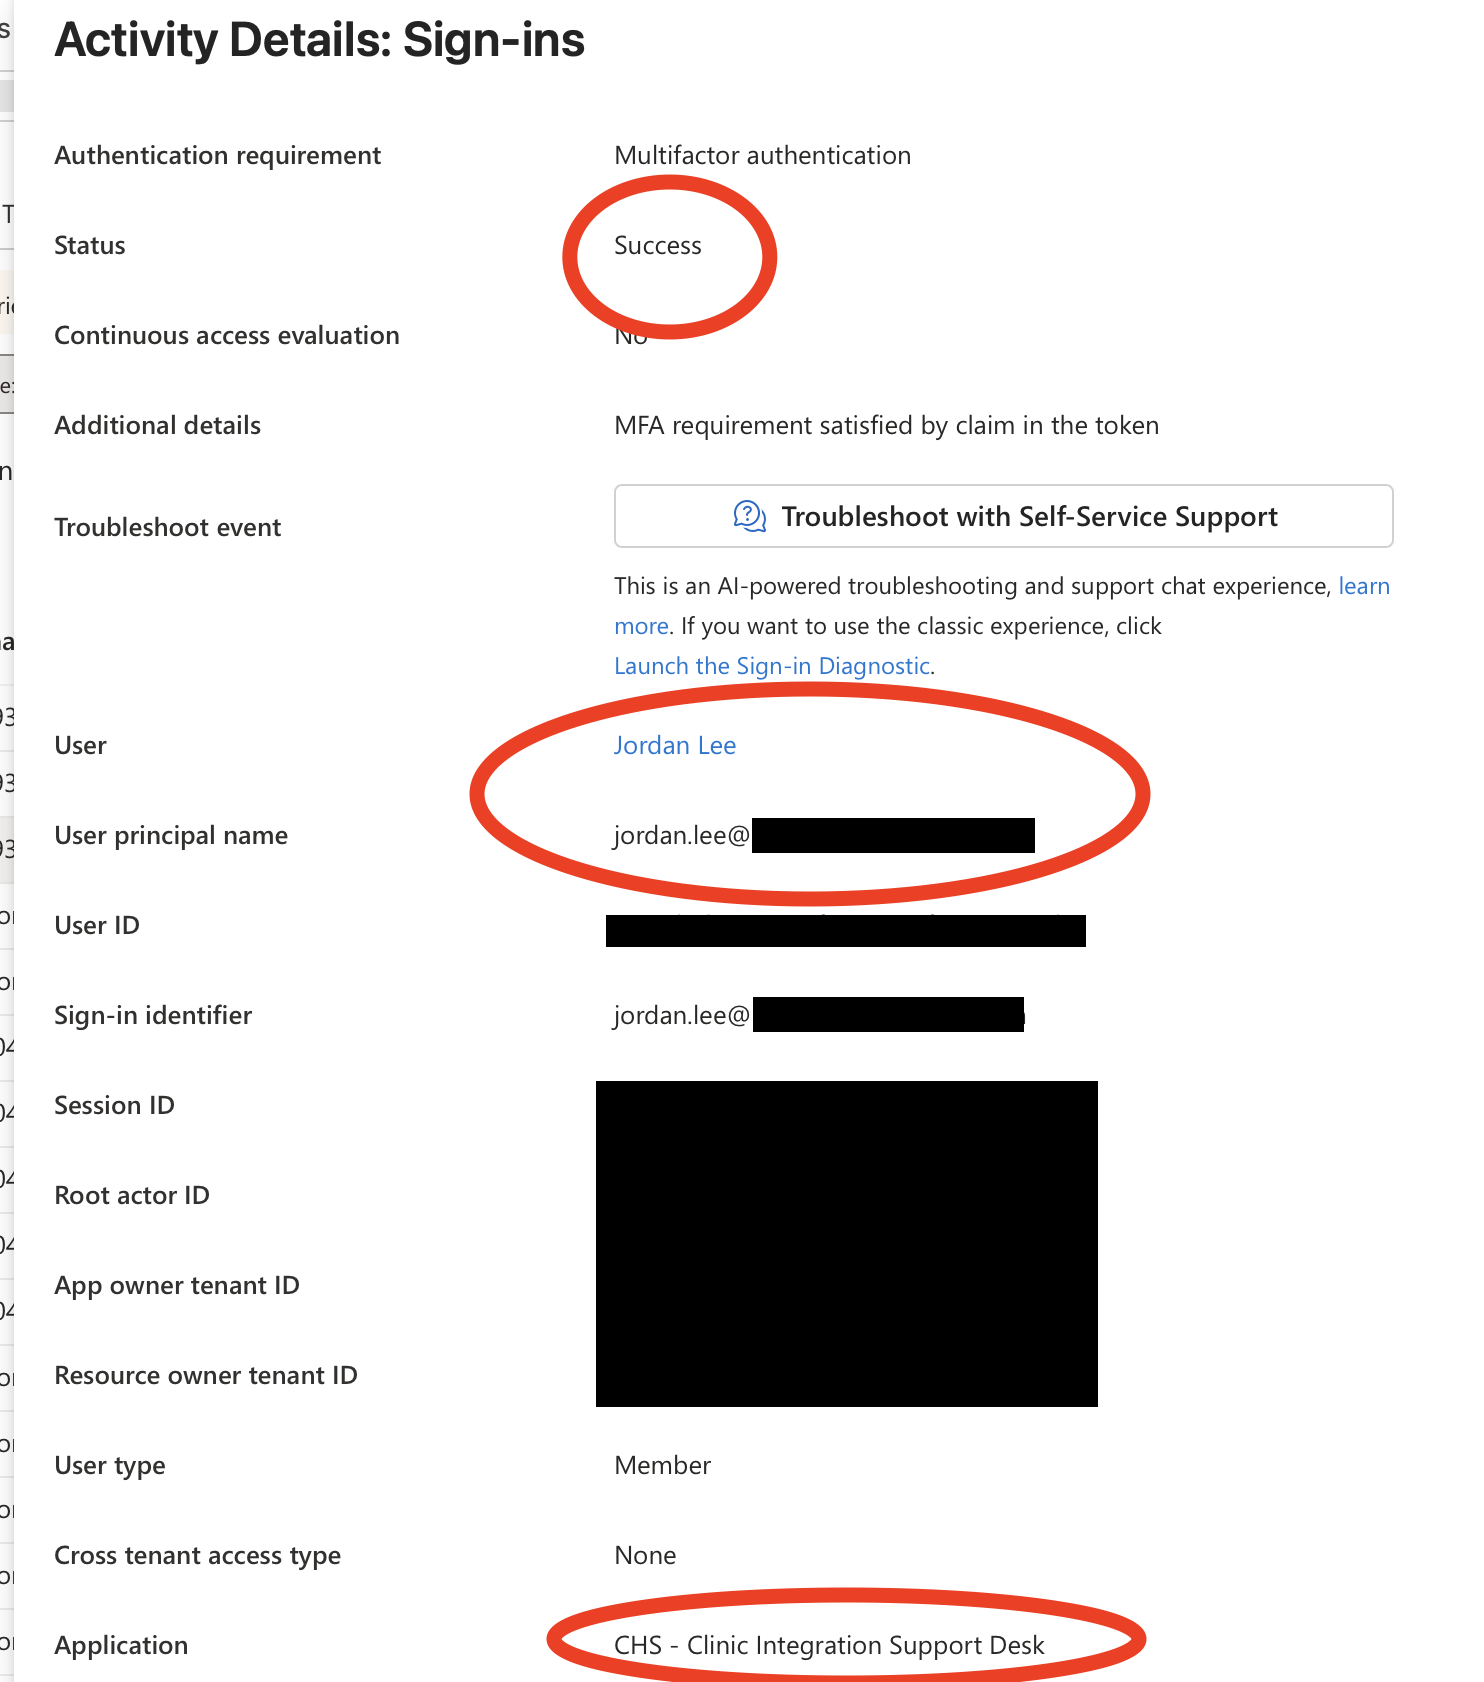 Activity Details: Sign-ins
Authentication requirement Multifactor authentication
Status Success
Continuous access evaluation No
Additional details MFA requirement satisfied by claim in the token
Troubleshoot event Troubleshoot with Self-Service Support
This is an AI-powered troubleshooting and support chat experience, learn
more. If you want to use the classic experience, click
Launch the Sign-in Diagnostic.
User Jordan Lee
User principal name jordan.lee@
User ID
Sign-in identifier jordan.lee@
Session ID
Root actor ID
App owner tenant ID
Resource owner tenant ID
User type Member
Cross tenant access type None
Application CHS - Clinic Integration Support Desk